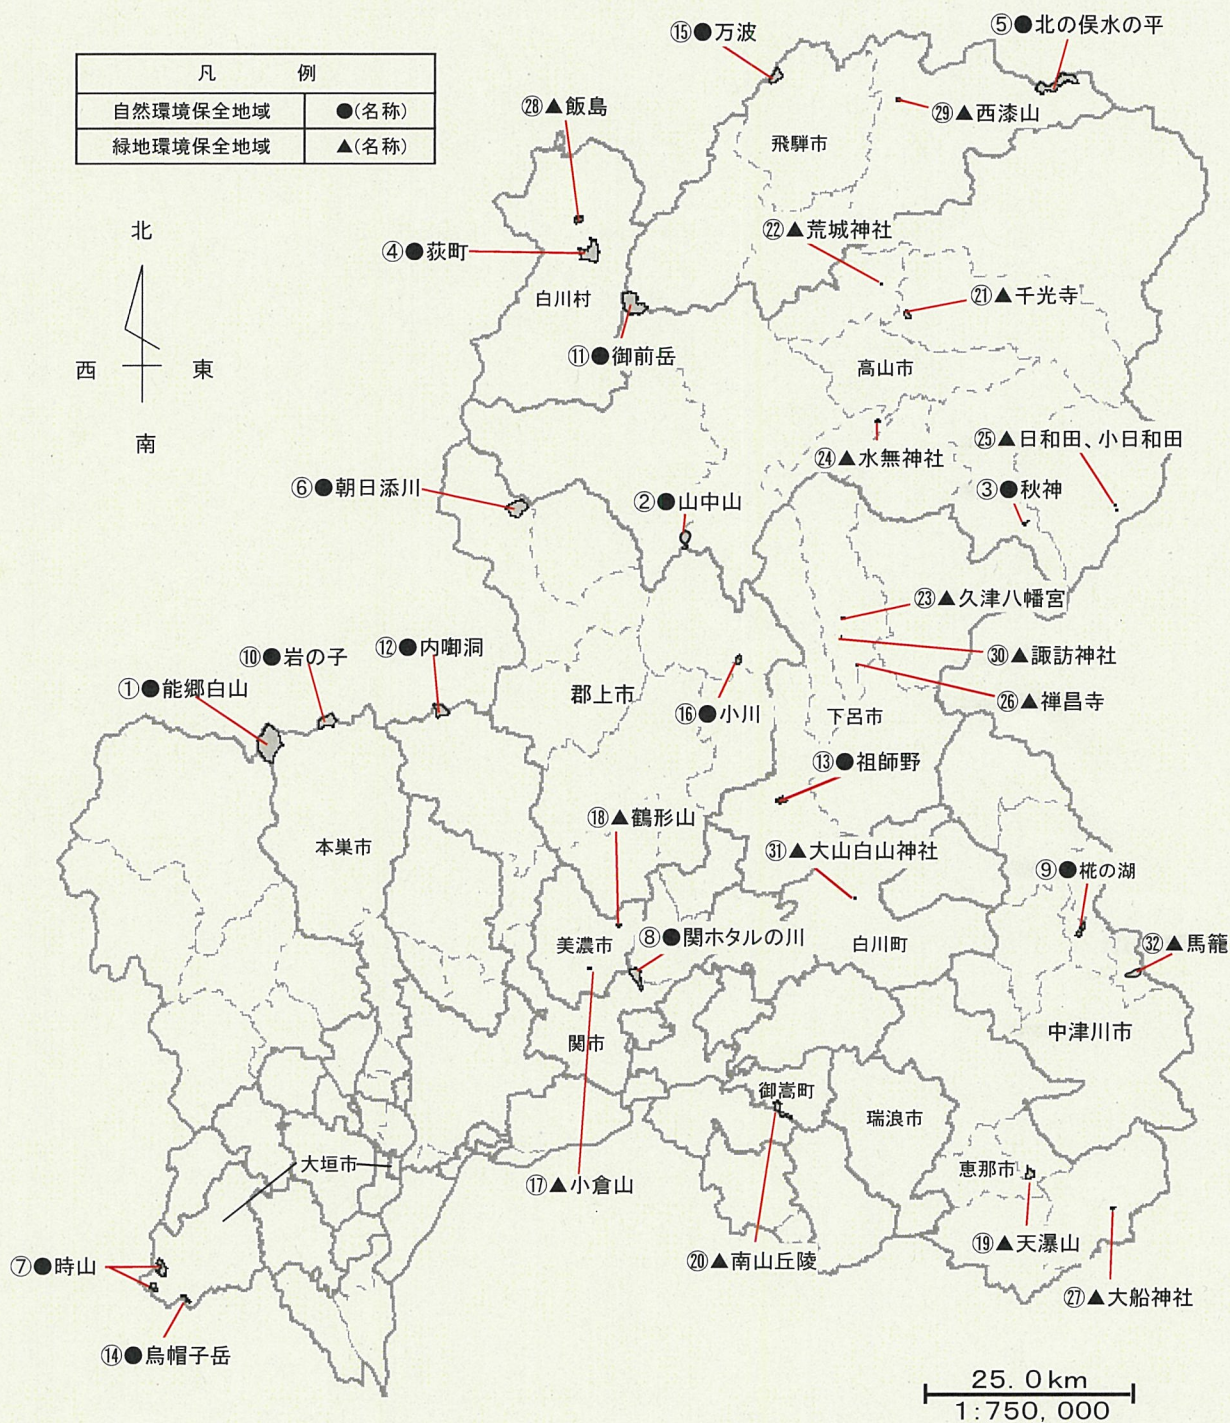 凡　例
自然環境保全地域 ●(名称)
緑地環境保全地域 ▲(名称)
北
西 東
南
⑮●万波
⑤●北の俣水の平
㉘▲飯島
㉙▲西漆山
飛騨市
㉒▲荒城神社
④●荻町
白川村
㉑▲千光寺
⑪●御前岳
高山市
㉕▲日和田、小日和田
㉔▲水無神社
⑥●朝日添川
②●山中山
③●秋神
㉓▲久津八幡宮
⑫●内啣洞
⑩●岩の子
㉚▲諏訪神社
①●能郷白山
郡上市
㉖▲禅昌寺
⑯●小川
下呂市
⑬●祖師野
⑱▲鶴形山
本巣市
㉛▲大山白山神社
⑨●椛の湖
⑧●関ホタルの川
美濃市
白川町
㉜▲馬籠
中津川市
関市
御嵩町
瑞浪市
大垣市
恵那市
⑰▲小倉山
⑲▲天瀑山
⑳▲南山丘陵
⑦●時山
㉗▲大船神社
⑭●烏帽子岳
25.0km
1:750,000